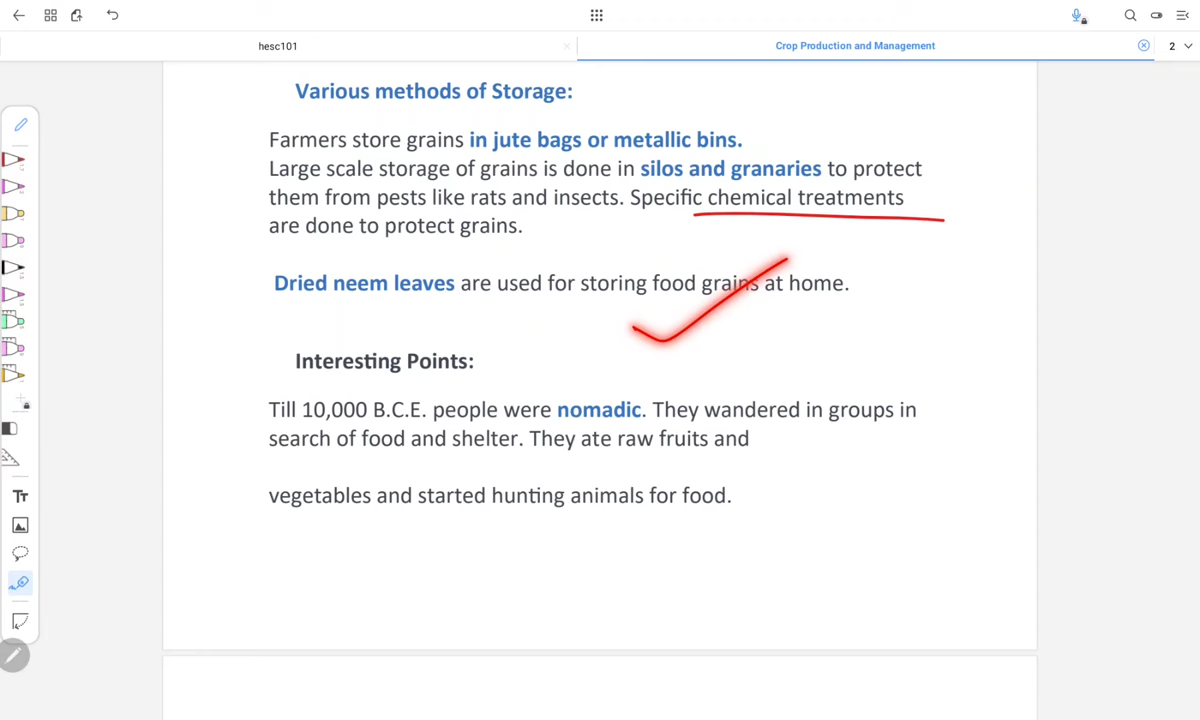 hesc101
Crop Production and Management
2
Various methods of Storage:
Farmers store grains in jute bags or metallic bins.
Large scale storage of grains is done in silos and granaries to protect
them from pests like rats and insects. Specific chemical treatments
are done to protect grains.
Dried neem leaves are used for storing food grains at home.
Interesting Points:
Till 10,000 B.C.E. people were nomadic. They wandered in groups in
search of food and shelter. They ate raw fruits and
vegetables and started hunting animals for food.
Tт